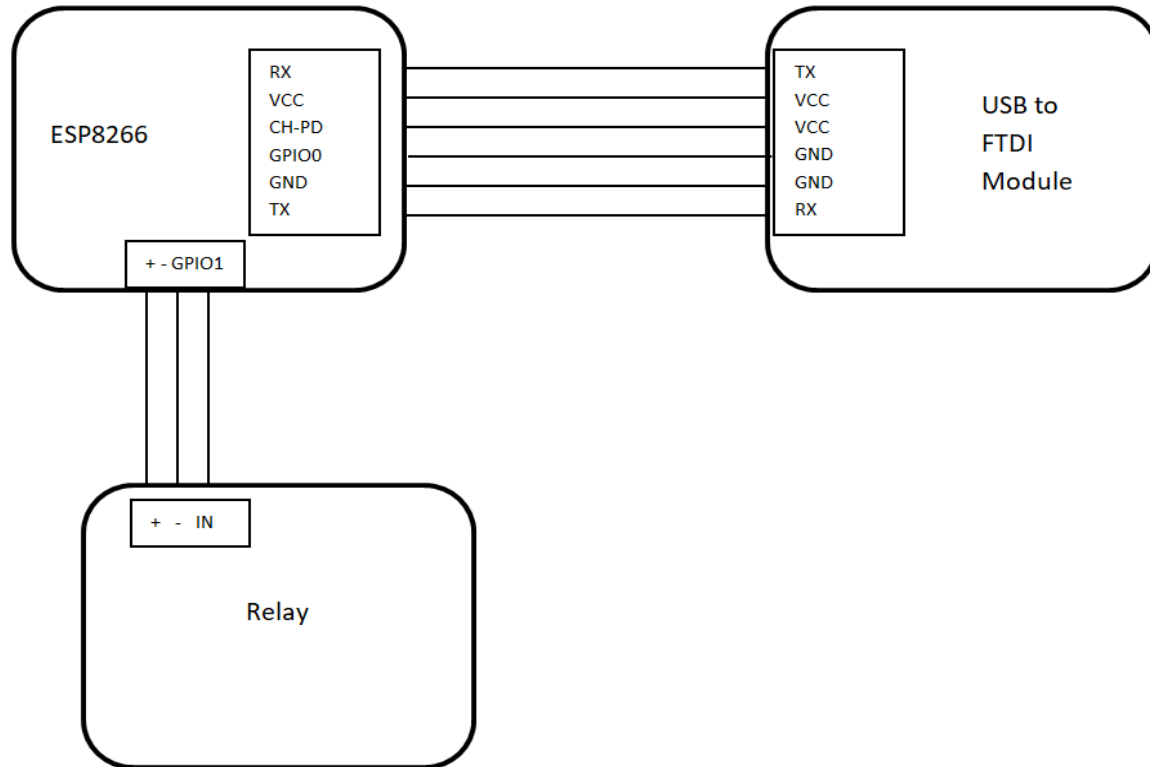 ESP8266
RX
VCC
CH-PD
GPIO0
GND
TX
+ - GPIO1
TX
VCC
VCC
GND
GND
RX
USB to
FTDI
Module
+ - IN
Relay